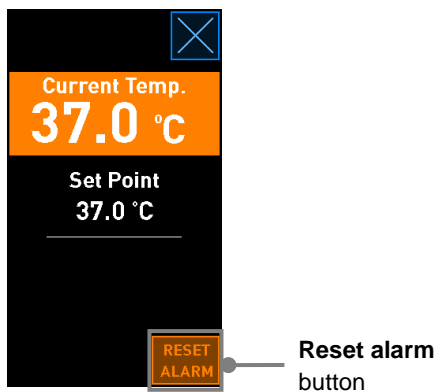 Current Temp.
37.0 °C
Set Point
37.0 °C
RESET
ALARM
Reset alarm
button